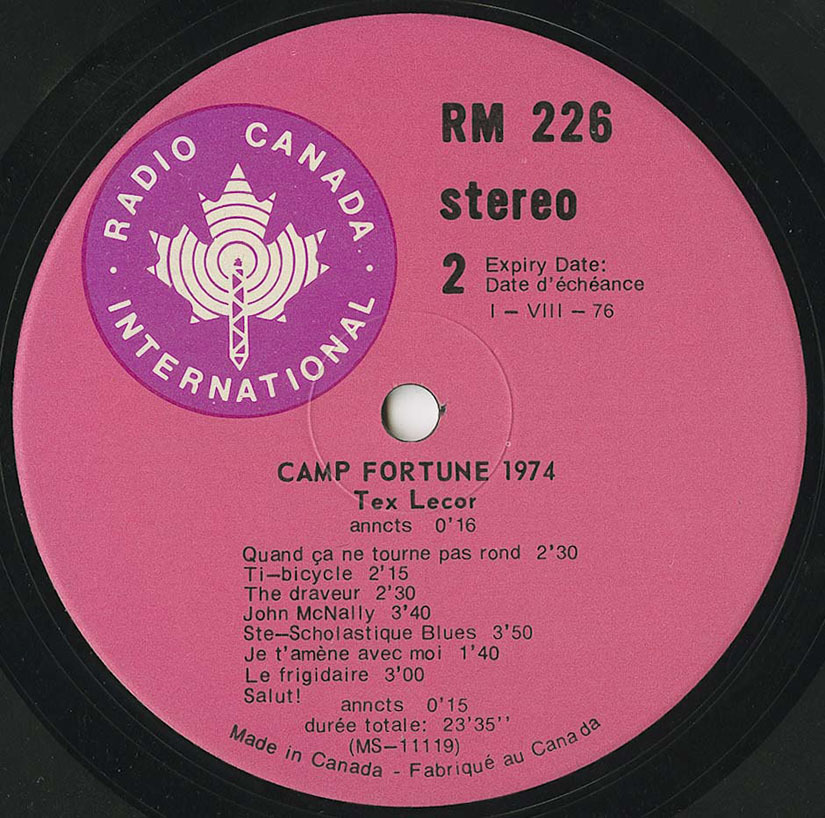 RADIO CANADA
INTERNATIONAL
RM 226
stereo
2
Expiry Date:
Date d'échéance
I – VIII – 76
CAMP FORTUNE 1974
Tex Lecor
anncts 0'16
Quand ça ne tourne pas rond 2'30
Ti–bicycle 2'15
The draveur 2'30
John McNally 3'40
Ste–Scholastique Blues 3'50
Je t'amène avec moi 1'40
Le frigidaire 3'00
Salut!
anncts 0'15
durée totale: 23'35''
(MS–11119)
Made in Canada - Fabriqué au Canada